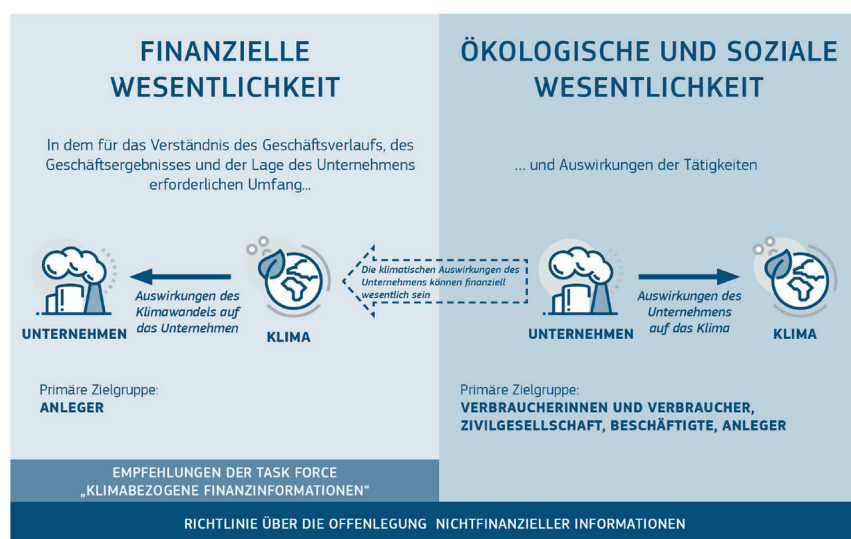 FINANZIELLE
WESENTLICHKEIT
In dem für das Verständnis des Geschäftsverlaufs, des
Geschäftsergebnisses und der Lage des Unternehmens
erforderlichen Umfang...
UNTERNEHMEN
Auswirkungen des
Klimawandels auf
das Unternehmen
KLIMA
Primäre Zielgruppe:
ANLEGER
EMPFEHLUNGEN DER TASK FORCE
„KLIMABEZOGENE FINANZINFORMATIONEN“
Die klimatischen Auswirkungen des
Unternehmens können finanziell
wesentlich sein
ÖKOLOGISCHE UND SOZIALE
WESENTLICHKEIT
... und Auswirkungen der Tätigkeiten
UNTERNEHMEN
Auswirkungen des
Unternehmens
auf das Klima
KLIMA
Primäre Zielgruppe:
VERBRAUCHERINNEN UND VERBRAUCHER,
ZIVILGESELLSCHAFT, BESCHÄFTIGTE, ANLEGER
RICHTLINIE ÜBER DIE OFFENLEGUNG NICHTFINANZIELLER INFORMATIONEN